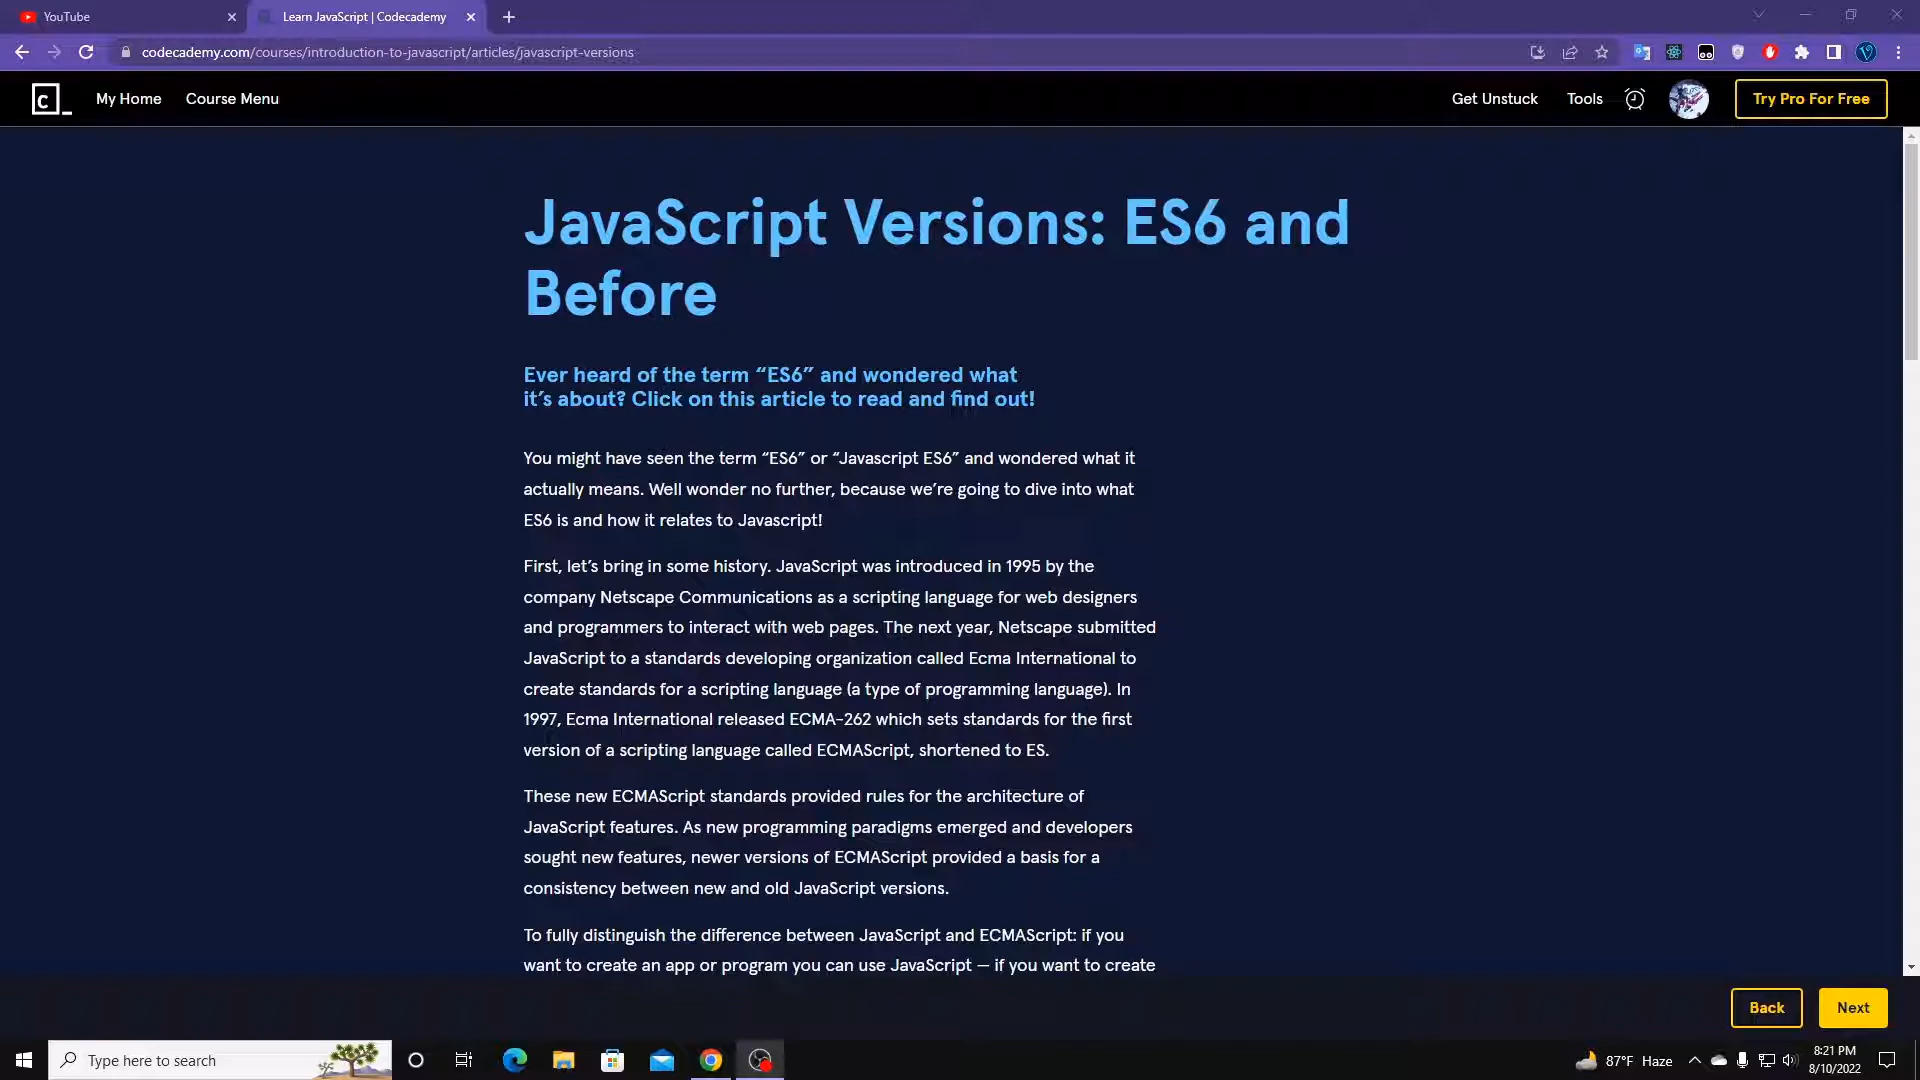 YouTube
Learn JavaScript | Codecademy
codecademy.com/courses/introduction-to-javascript/articles/javascript-versions
c_
My Home
Course Menu
Get Unstuck
Tools
Try Pro For Free
JavaScript Versions: ES6 and
Before
Ever heard of the term “ES6” and wondered what
it’s about? Click on this article to read and find out!
You might have seen the term “ES6” or “Javascript ES6” and wondered what it
actually means. Well wonder no further, because we’re going to dive into what
ES6 is and how it relates to Javascript!
First, let’s bring in some history. JavaScript was introduced in 1995 by the
company Netscape Communications as a scripting language for web designers
and programmers to interact with web pages. The next year, Netscape submitted
JavaScript to a standards developing organization called Ecma International to
create standards for a scripting language (a type of programming language). In
1997, Ecma International released ECMA-262 which sets standards for the first
version of a scripting language called ECMAScript, shortened to ES.
These new ECMAScript standards provided rules for the architecture of
JavaScript features. As new programming paradigms emerged and developers
sought new features, newer versions of ECMAScript provided a basis for a
consistency between new and old JavaScript versions.
To fully distinguish the difference between JavaScript and ECMAScript: if you
want to create an app or program you can use JavaScript — if you want to create
Back
Next
Type here to search
87°F Haze
8:21 PM
8/10/2022